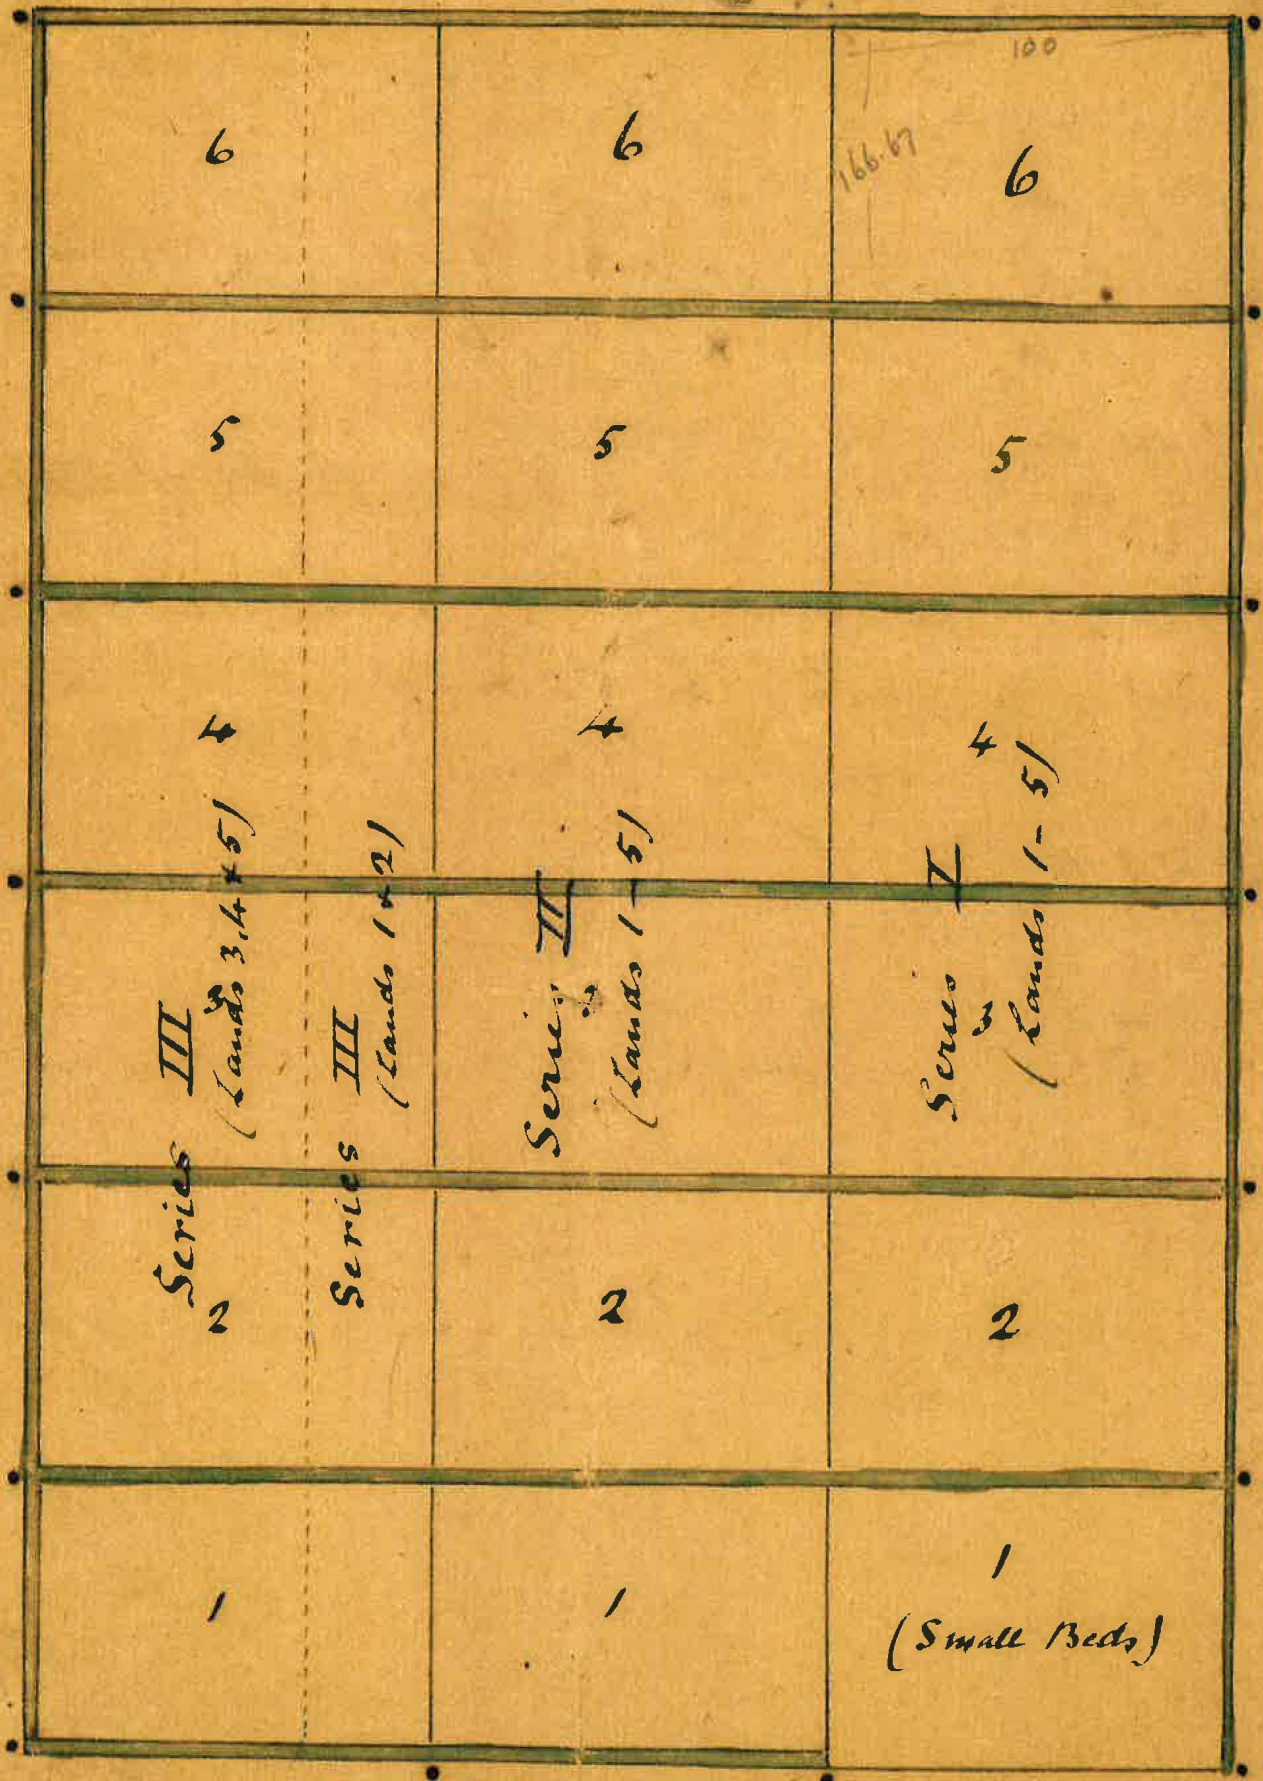 100
166.67
6
6
6
5
5
5
4
4
4
Series III
3
(Lands 3, 4 & 5)
Series III
(Lands 1 & 2)
Series II
3
(Lands 1-5)
Series I
3
(Lands 1-5)
2
2
2
1
1
1
(Small Beds)